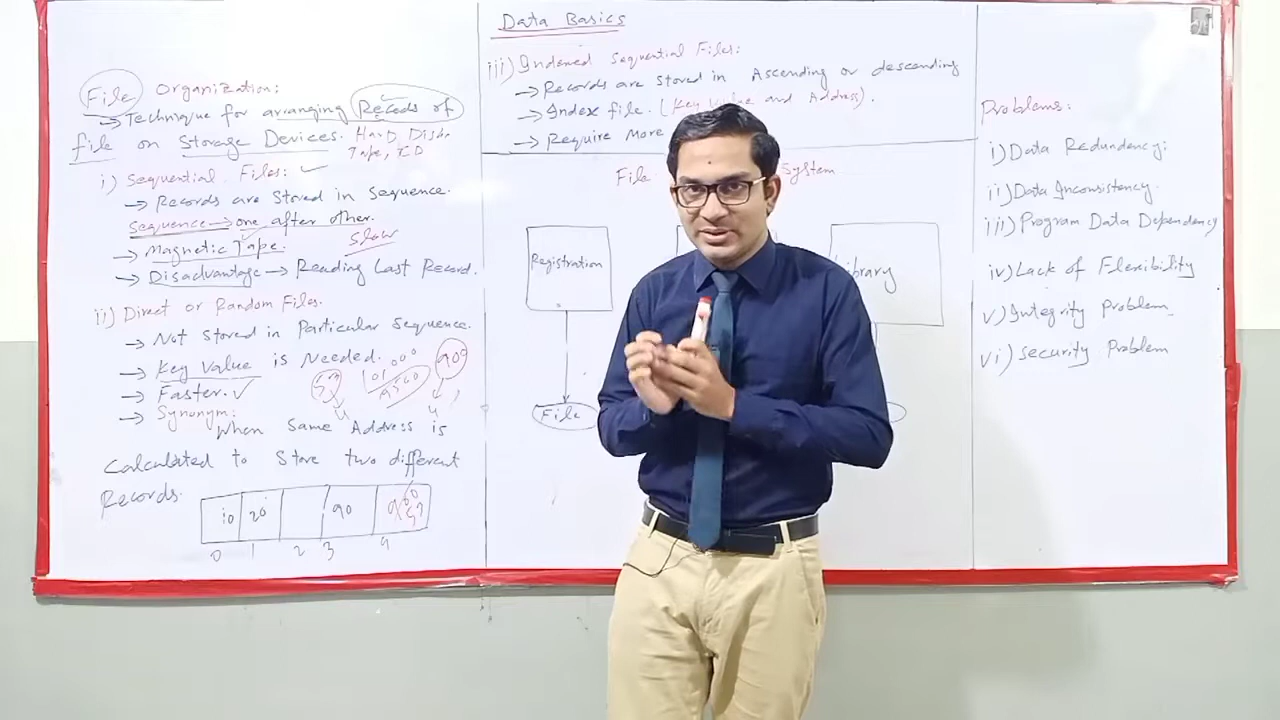 File Organization:
→ Technique for arranging Records of
file on Storage Devices. Hard Disk,
Tape, CD
i) Sequential Files:
→ Records are Stored in Sequence.
Sequence → one after other.
→ Magnetic Tape. Slow
→ Disadvantage → Reading Last Record.
ii) Direct or Random Files.
→ Not Stored in Particular Sequence.
→ Key Value is Needed.
→ Faster. ✓
→ Synonym:
When Same Address is
Calculated to Store two different
Records.
10 20 90
0 1 2 3 4
Data Basics
iii) Indexed Sequential Files:
→ Records are stored in Ascending or descending
→ Index file. (Key Value and Address).
→ Require More
File System
Registration
Library
File
Problems:
i) Data Redundency:
ii) Data Inconsistency.
iii) Program Data Dependency
iv) Lack of Flexibility
v) Integrity Problem
vi) Security Problem